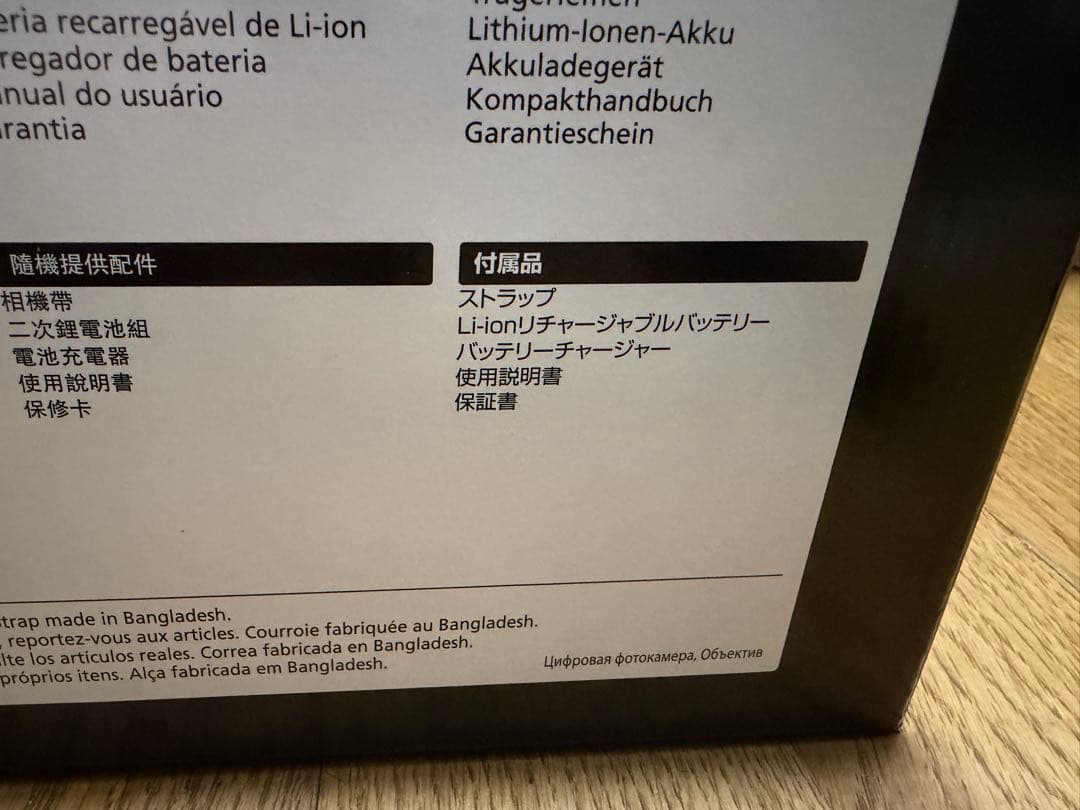 eria recarregável de Li-ion
regador de bateria
nual do usuário
rantia
Trageriemen
Lithium-Ionen-Akku
Akkuladegerät
Kompakthandbuch
Garantieschein
隨機提供配件
相機帶
二次鋰電池組
電池充電器
使用說明書
保修卡
付属品
ストラップ
Li-ionリチャージャブルバッテリー
バッテリーチャージャー
使用説明書
保証書
strap made in Bangladesh.
, reportez-vous aux articles. Courroie fabriquée au Bangladesh.
lte los artículos reales. Correa fabricada en Bangladesh.
próprios itens. Alça fabricada em Bangladesh.
Цифровая фотокамера, Объектив